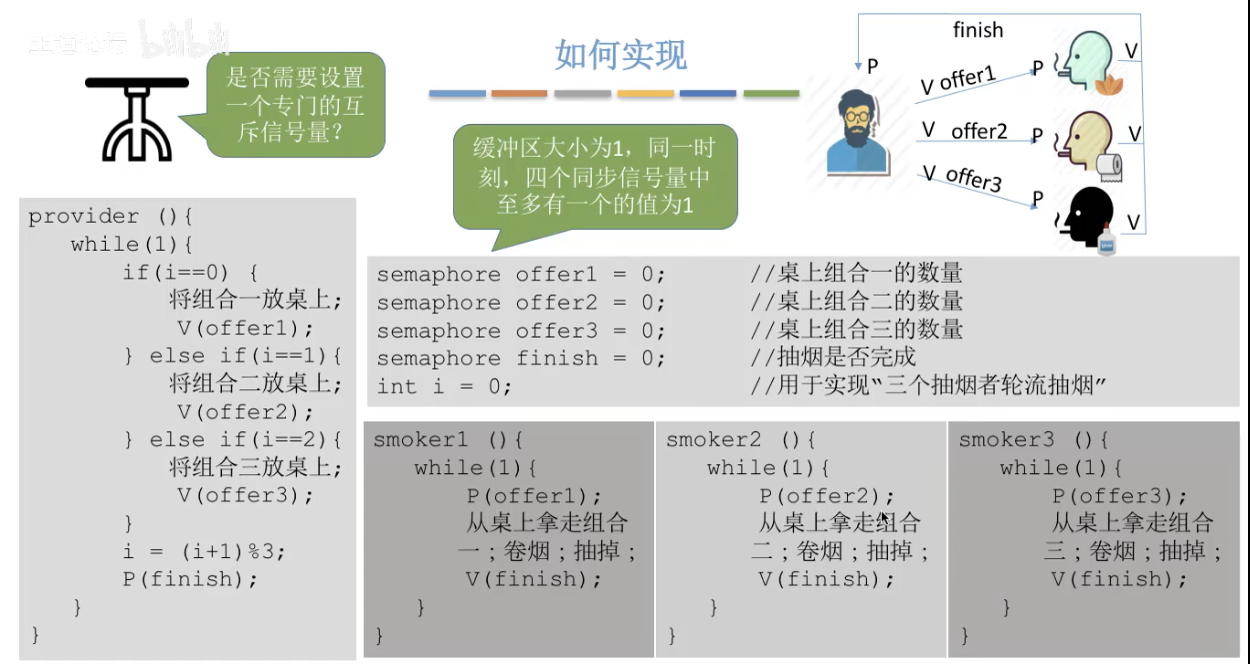 王道论坛 bilibili
如何实现
是否需要设置
一个专门的互
斥信号量？
缓冲区大小为1，同一时
刻，四个同步信号量中
至多有一个的值为1
finish
P
V offer1 P
V
V offer2 P
V
V offer3 P
V
provider (){
while(1){
if(i==0) {
将组合一放桌上;
V(offer1);
} else if(i==1){
将组合二放桌上;
V(offer2);
} else if(i==2){
将组合三放桌上;
V(offer3);
}
i = (i+1)%3;
P(finish);
}
}
semaphore offer1 = 0; //桌上组合一的数量
semaphore offer2 = 0; //桌上组合二的数量
semaphore offer3 = 0; //桌上组合三的数量
semaphore finish = 0; //抽烟是否完成
int i = 0; //用于实现“三个抽烟者轮流抽烟”
smoker1 (){
while(1){
P(offer1);
从桌上拿走组合
一；卷烟；抽掉；
V(finish);
}
}
smoker2 (){
while(1){
P(offer2);
从桌上拿走组合
二；卷烟；抽掉；
V(finish);
}
}
smoker3 (){
while(1){
P(offer3);
从桌上拿走组合
三；卷烟；抽掉；
V(finish);
}
}